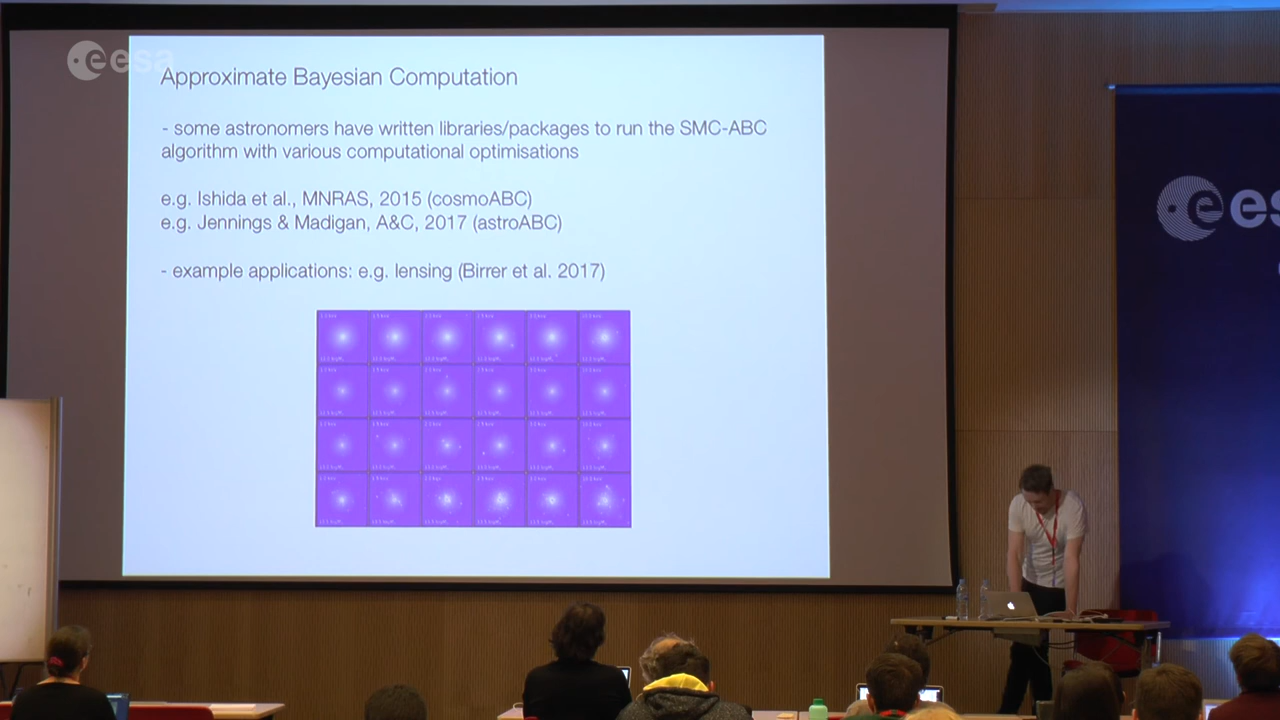 esa
Approximate Bayesian Computation
- some astronomers have written libraries/packages to run the SMC-ABC
algorithm with various computational optimisations
e.g. Ishida et al., MNRAS, 2015 (cosmoABC)
e.g. Jennings & Madigan, A&C, 2017 (astroABC)
- example applications: e.g. lensing (Birrer et al. 2017)
es